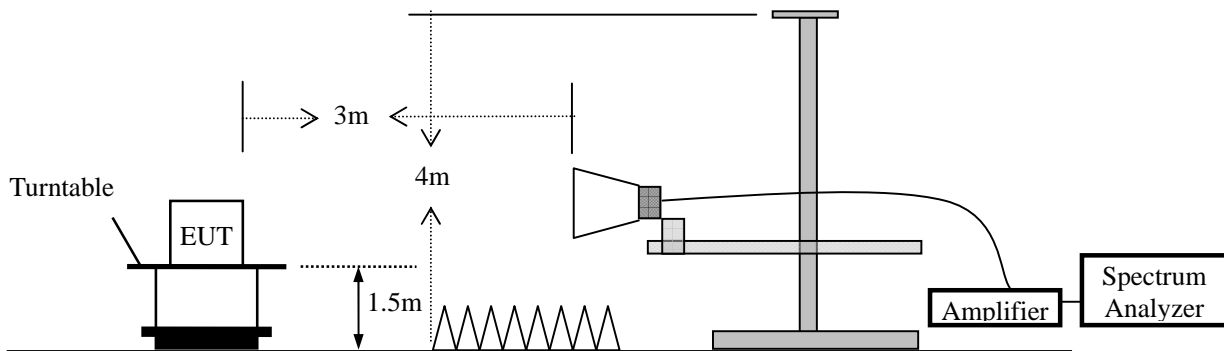 3m
4m
Turntable
EUT
1.5m
Amplifier
Spectrum
Analyzer